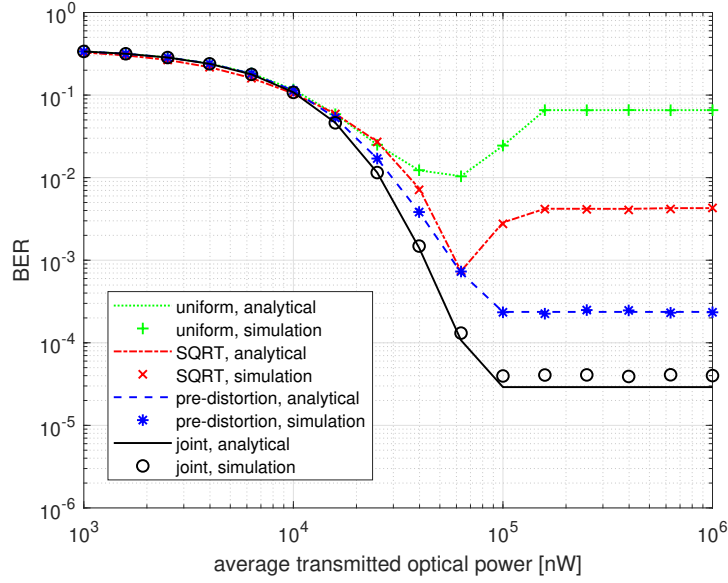 10^0
10^-1
10^-2
10^-3
10^-4
10^-5
10^-6
BER
uniform, analytical
uniform, simulation
SQRT, analytical
SQRT, simulation
pre-distortion, analytical
pre-distortion, simulation
joint, analytical
joint, simulation
10^3 10^4 10^5 10^6
average transmitted optical power [nW]